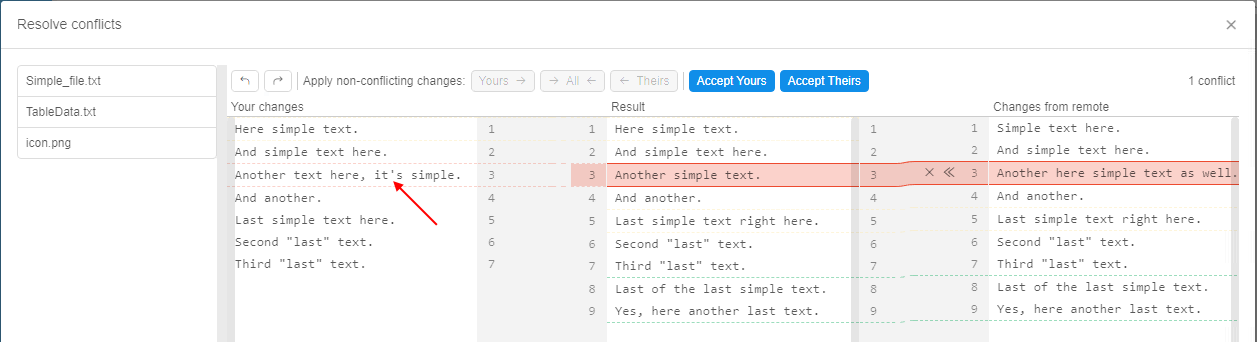 Resolve conflicts ×
Simple_file.txt
TableData.txt
icon.png
Apply non-conflicting changes: Yours → → All ← ← Theirs Accept Yours Accept Theirs 1 conflict
Your changes
Here simple text. 1
And simple text here. 2
Another text here, it's simple. 3
And another. 4
Last simple text here. 5
Second "last" text. 6
Third "last" text. 7
Result
1 Here simple text. 1
2 And simple text here. 2
3 Another simple text. 3
4 And another. 4
5 Last simple text right here. 5
6 Second "last" text. 6
7 Third "last" text. 7
8 Last of the last simple text. 8
9 Yes, here another last text. 9
Changes from remote
1 Simple text here.
2 And simple text here.
× « 3 Another here simple text as well.
4 And another.
5 Last simple text right here.
6 Second "last" text.
7 Third "last" text.
8 Last of the last simple text.
9 Yes, here another last text.